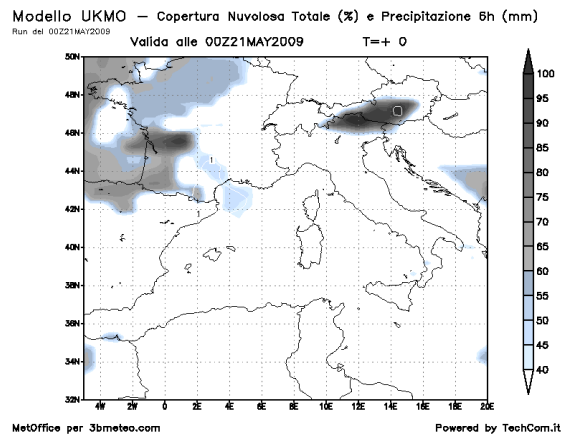 Modello UKMO – Copertura Nuvolosa Totale (%) e Precipitazione 6h (mm)
Run del 00Z21MAY2009
Valida alle 00Z21MAY2009 T=+ 0
50N
48N
46N
44N
42N
40N
38N
36N
34N
32N
4W 2W 0 2E 4E 6E 8E 10E 12E 14E 16E 18E 20E
1
1
100
95
90
85
80
75
70
65
60
55
50
45
40
MetOffice per 3bmeteo.com Powered by TechCom.it